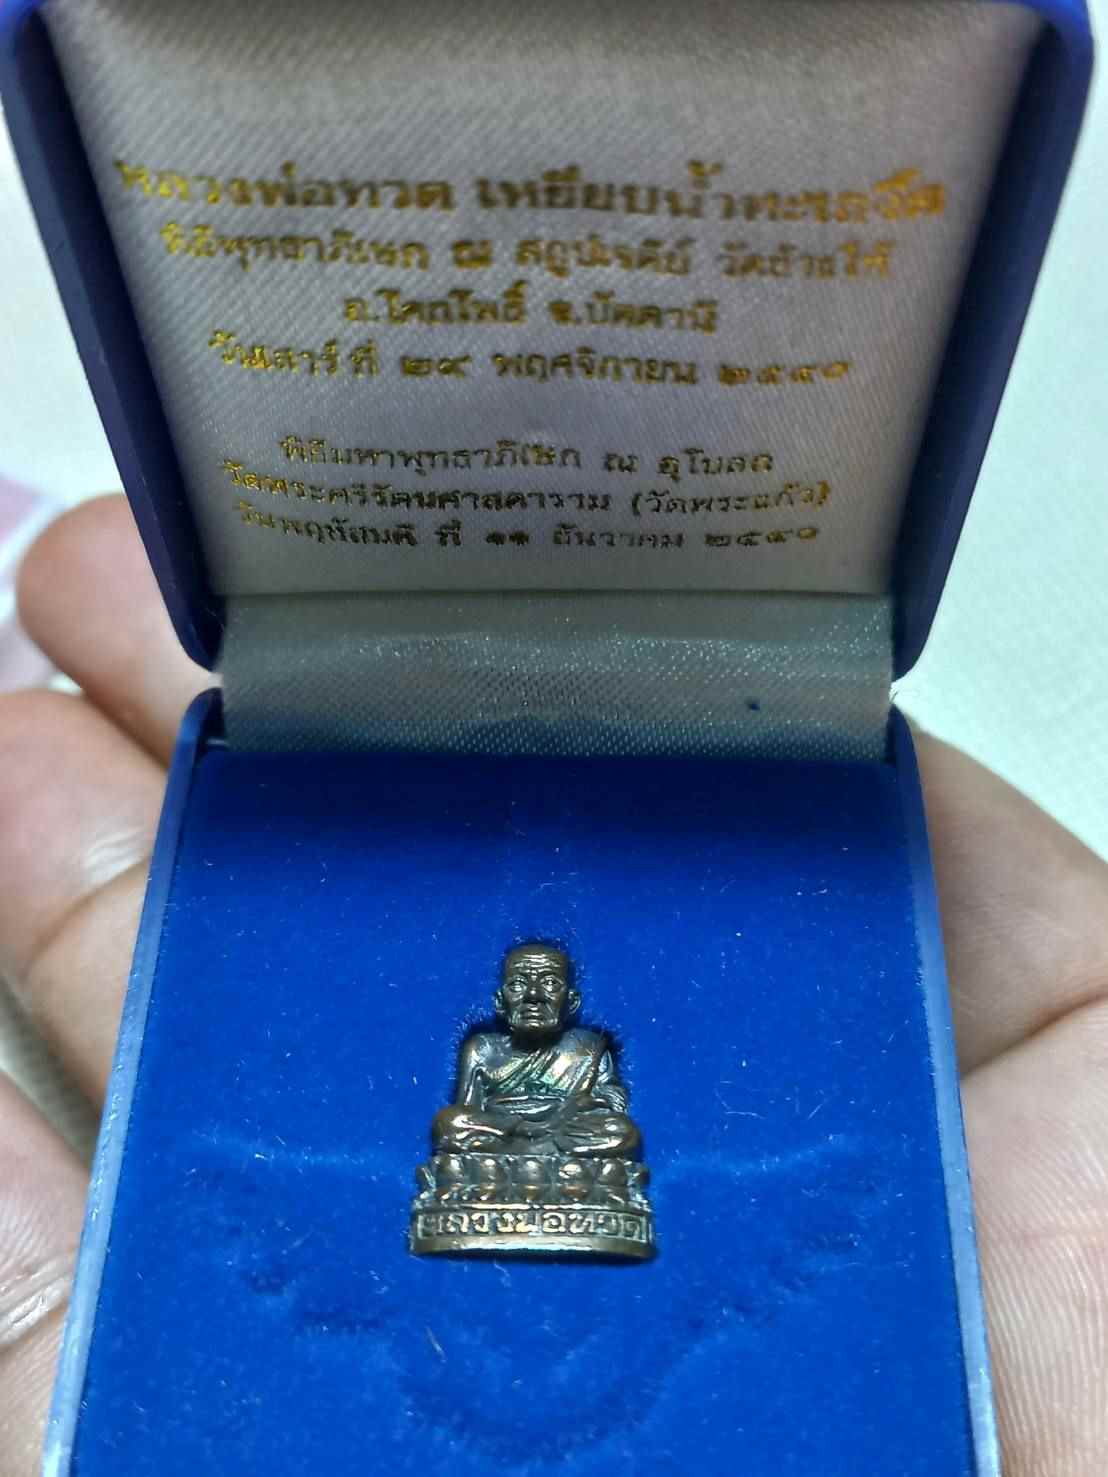 หลวงพ่อทวด เหยียบน้ำทะเลจืด
พิธีพุทธาภิเษก ณ สถูปเจดีย์ วัดช้างให้
อ.โคกโพธิ์ จ.ปัตตานี
วันเสาร์ ที่ ๒๙ พฤศจิกายน ๒๕๔๐
พิธีมหาพุทธาภิเษก ณ อุโบสถ
วัดพระศรีรัตนศาสดาราม (วัดพระแก้ว)
วันพฤหัสบดี ที่ ๑๑ ธันวาคม ๒๕๔๐
หลวงพ่อทวด